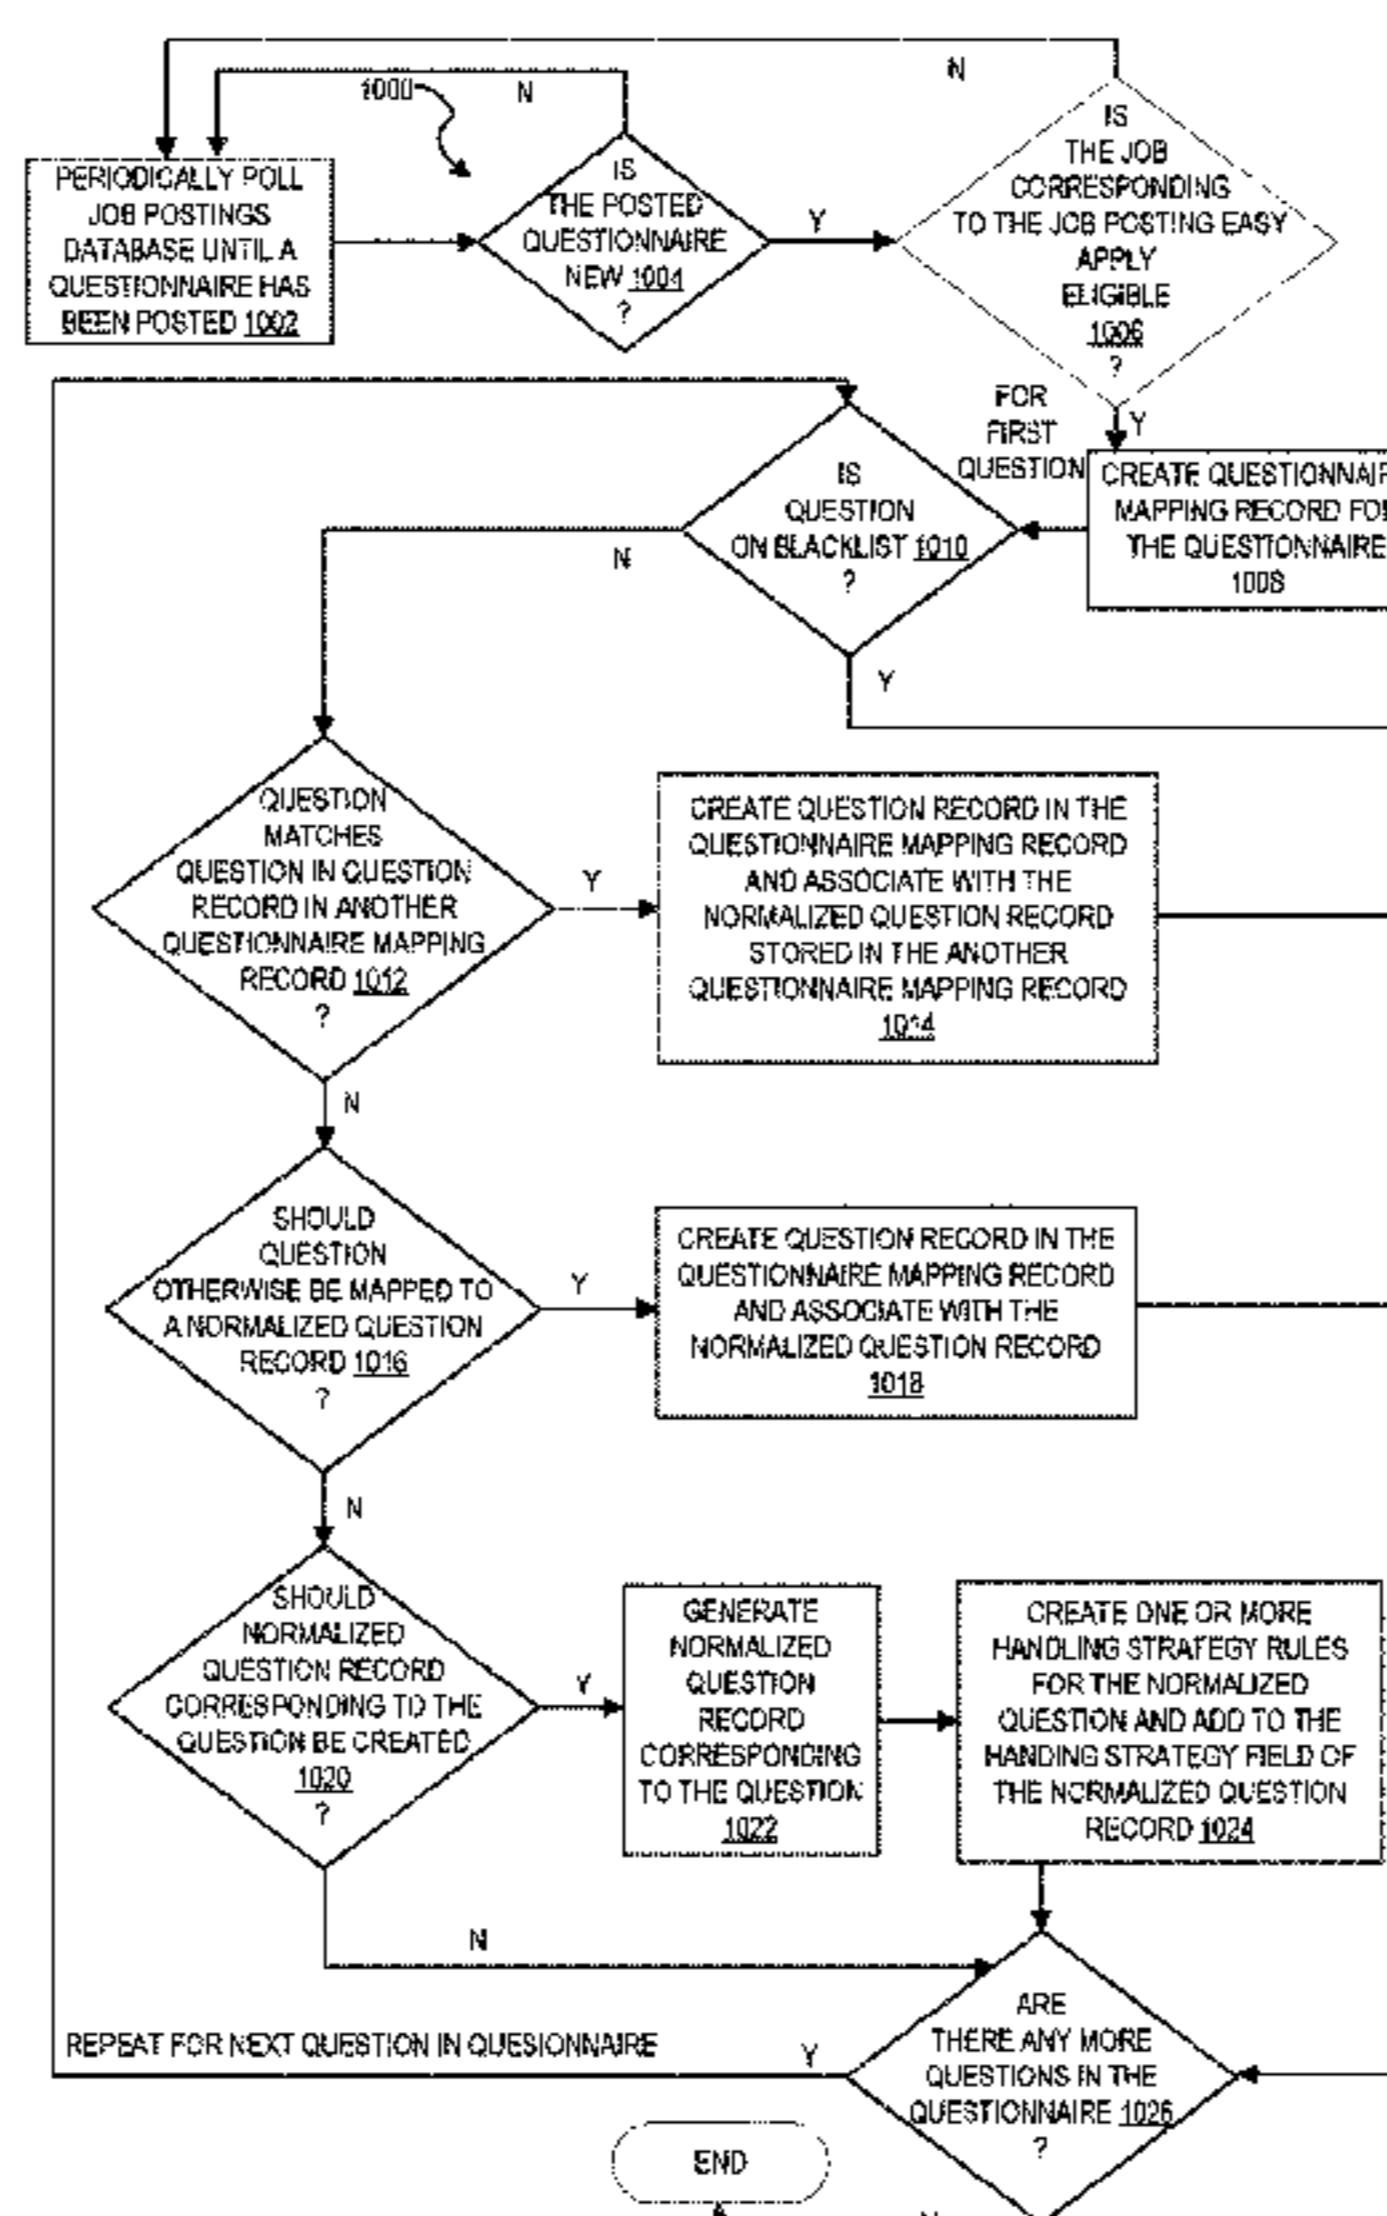 N
1000
N
PERIODICALLY POLL
JOB POSTINGS
DATABASE UNTIL A
QUESTIONNAIRE HAS
BEEN POSTED 1002
IS
THE POSTED
QUESTIONNAIRE
NEW 1004
?
Y
IS
THE JOB
CORRESPONDING
TO THE JOB POSTING EASY
APPLY
ELIGIBLE
1006
?
Y
FOR
FIRST
QUESTION
CREATE QUESTIONNAIR
MAPPING RECORD FO
THE QUESTIONNAIRE
1008
IS
QUESTION
ON BLACKLIST 1010
?
N
Y
QUESTION
MATCHES
QUESTION IN QUESTION
RECORD IN ANOTHER
QUESTIONNAIRE MAPPING
RECORD 1012
?
Y
CREATE QUESTION RECORD IN THE
QUESTIONNAIRE MAPPING RECORD
AND ASSOCIATE WITH THE
NORMALIZED QUESTION RECORD
STORED IN THE ANOTHER
QUESTIONNAIRE MAPPING RECORD
1014
N
SHOULD
QUESTION
OTHERWISE BE MAPPED TO
A NORMALIZED QUESTION
RECORD 1016
?
Y
CREATE QUESTION RECORD IN THE
QUESTIONNAIRE MAPPING RECORD
AND ASSOCIATE WITH THE
NORMALIZED QUESTION RECORD
1018
N
SHOULD
NORMALIZED
QUESTION RECORD
CORRESPONDING TO THE
QUESTION BE CREATED
1020
?
Y
GENERATE
NORMALIZED
QUESTION
RECORD
CORRESPONDING
TO THE QUESTION
1022
CREATE ONE OR MORE
HANDLING STRATEGY RULES
FOR THE NORMALIZED
QUESTION AND ADD TO THE
HANDING STRATEGY FIELD OF
THE NORMALIZED QUESTION
RECORD 1024
N
ARE
THERE ANY MORE
QUESTIONS IN THE
QUESTIONNAIRE 1026
?
REPEAT FOR NEXT QUESTION IN QUESIONNAIRE
Y
END